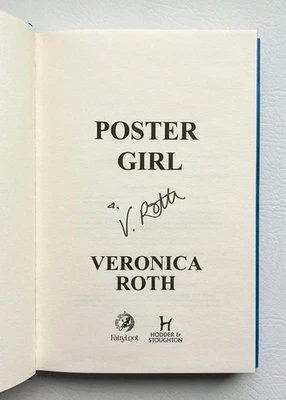 POSTER
GIRL
V. Roth
VERONICA
ROTH
FairyLoot
HODDER &
STOUGHTON